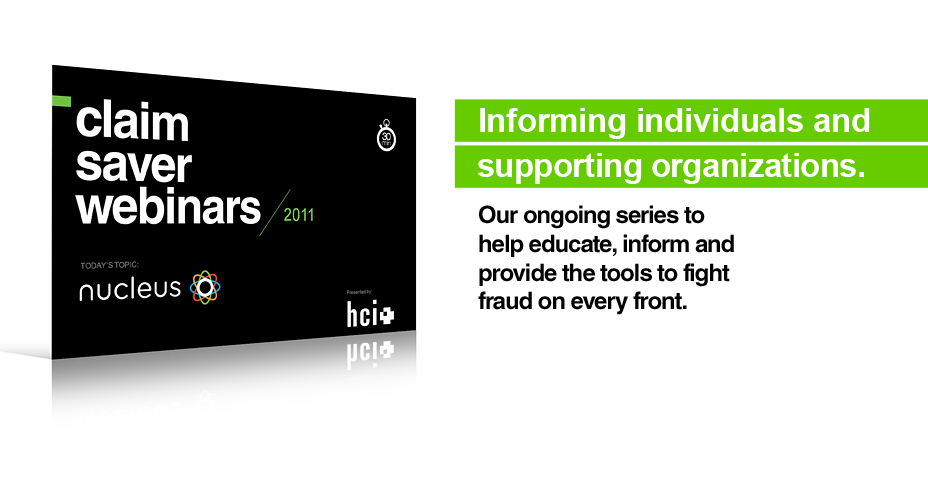 claim
saver
webinars
2011
30
min
TODAY'S TOPIC:
nucleus
Presented by:
hci
Informing individuals and
supporting organizations.
Our ongoing series to
help educate, inform and
provide the tools to fight
fraud on every front.